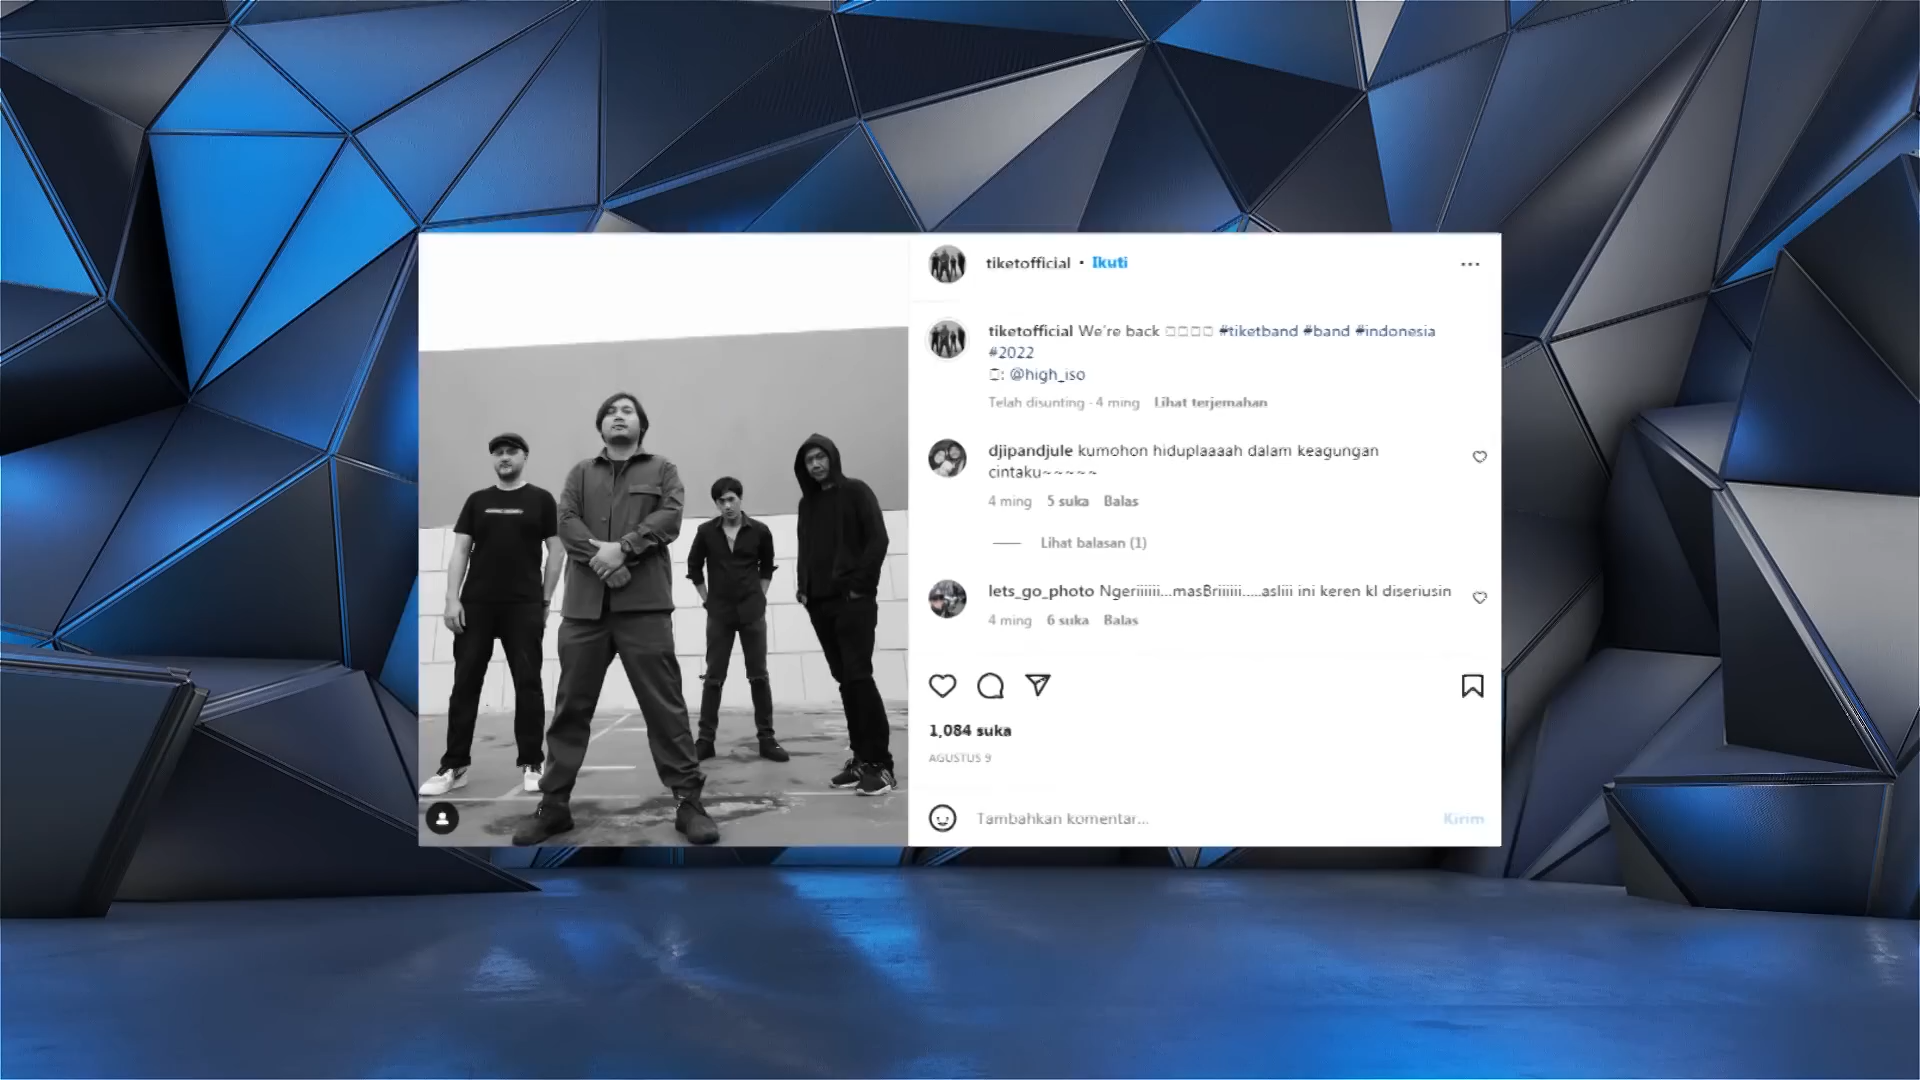 tiketofficial • Ikuti
tiketofficial We're back #tiketband #band #indonesia
#2022
: @high_iso
Telah disunting · 4 ming Lihat terjemahan
djipandjule kumohon hiduplaaaah dalam keagungan
cintaku~~~~~
4 ming 5 suka Balas
Lihat balasan (1)
lets_go_photo Ngeriiiiiii...masBriiiiii.....asliii ini keren kl diseriusin
4 ming 6 suka Balas
1,084 suka
AGUSTUS 9
Tambahkan komentar...
Kirim